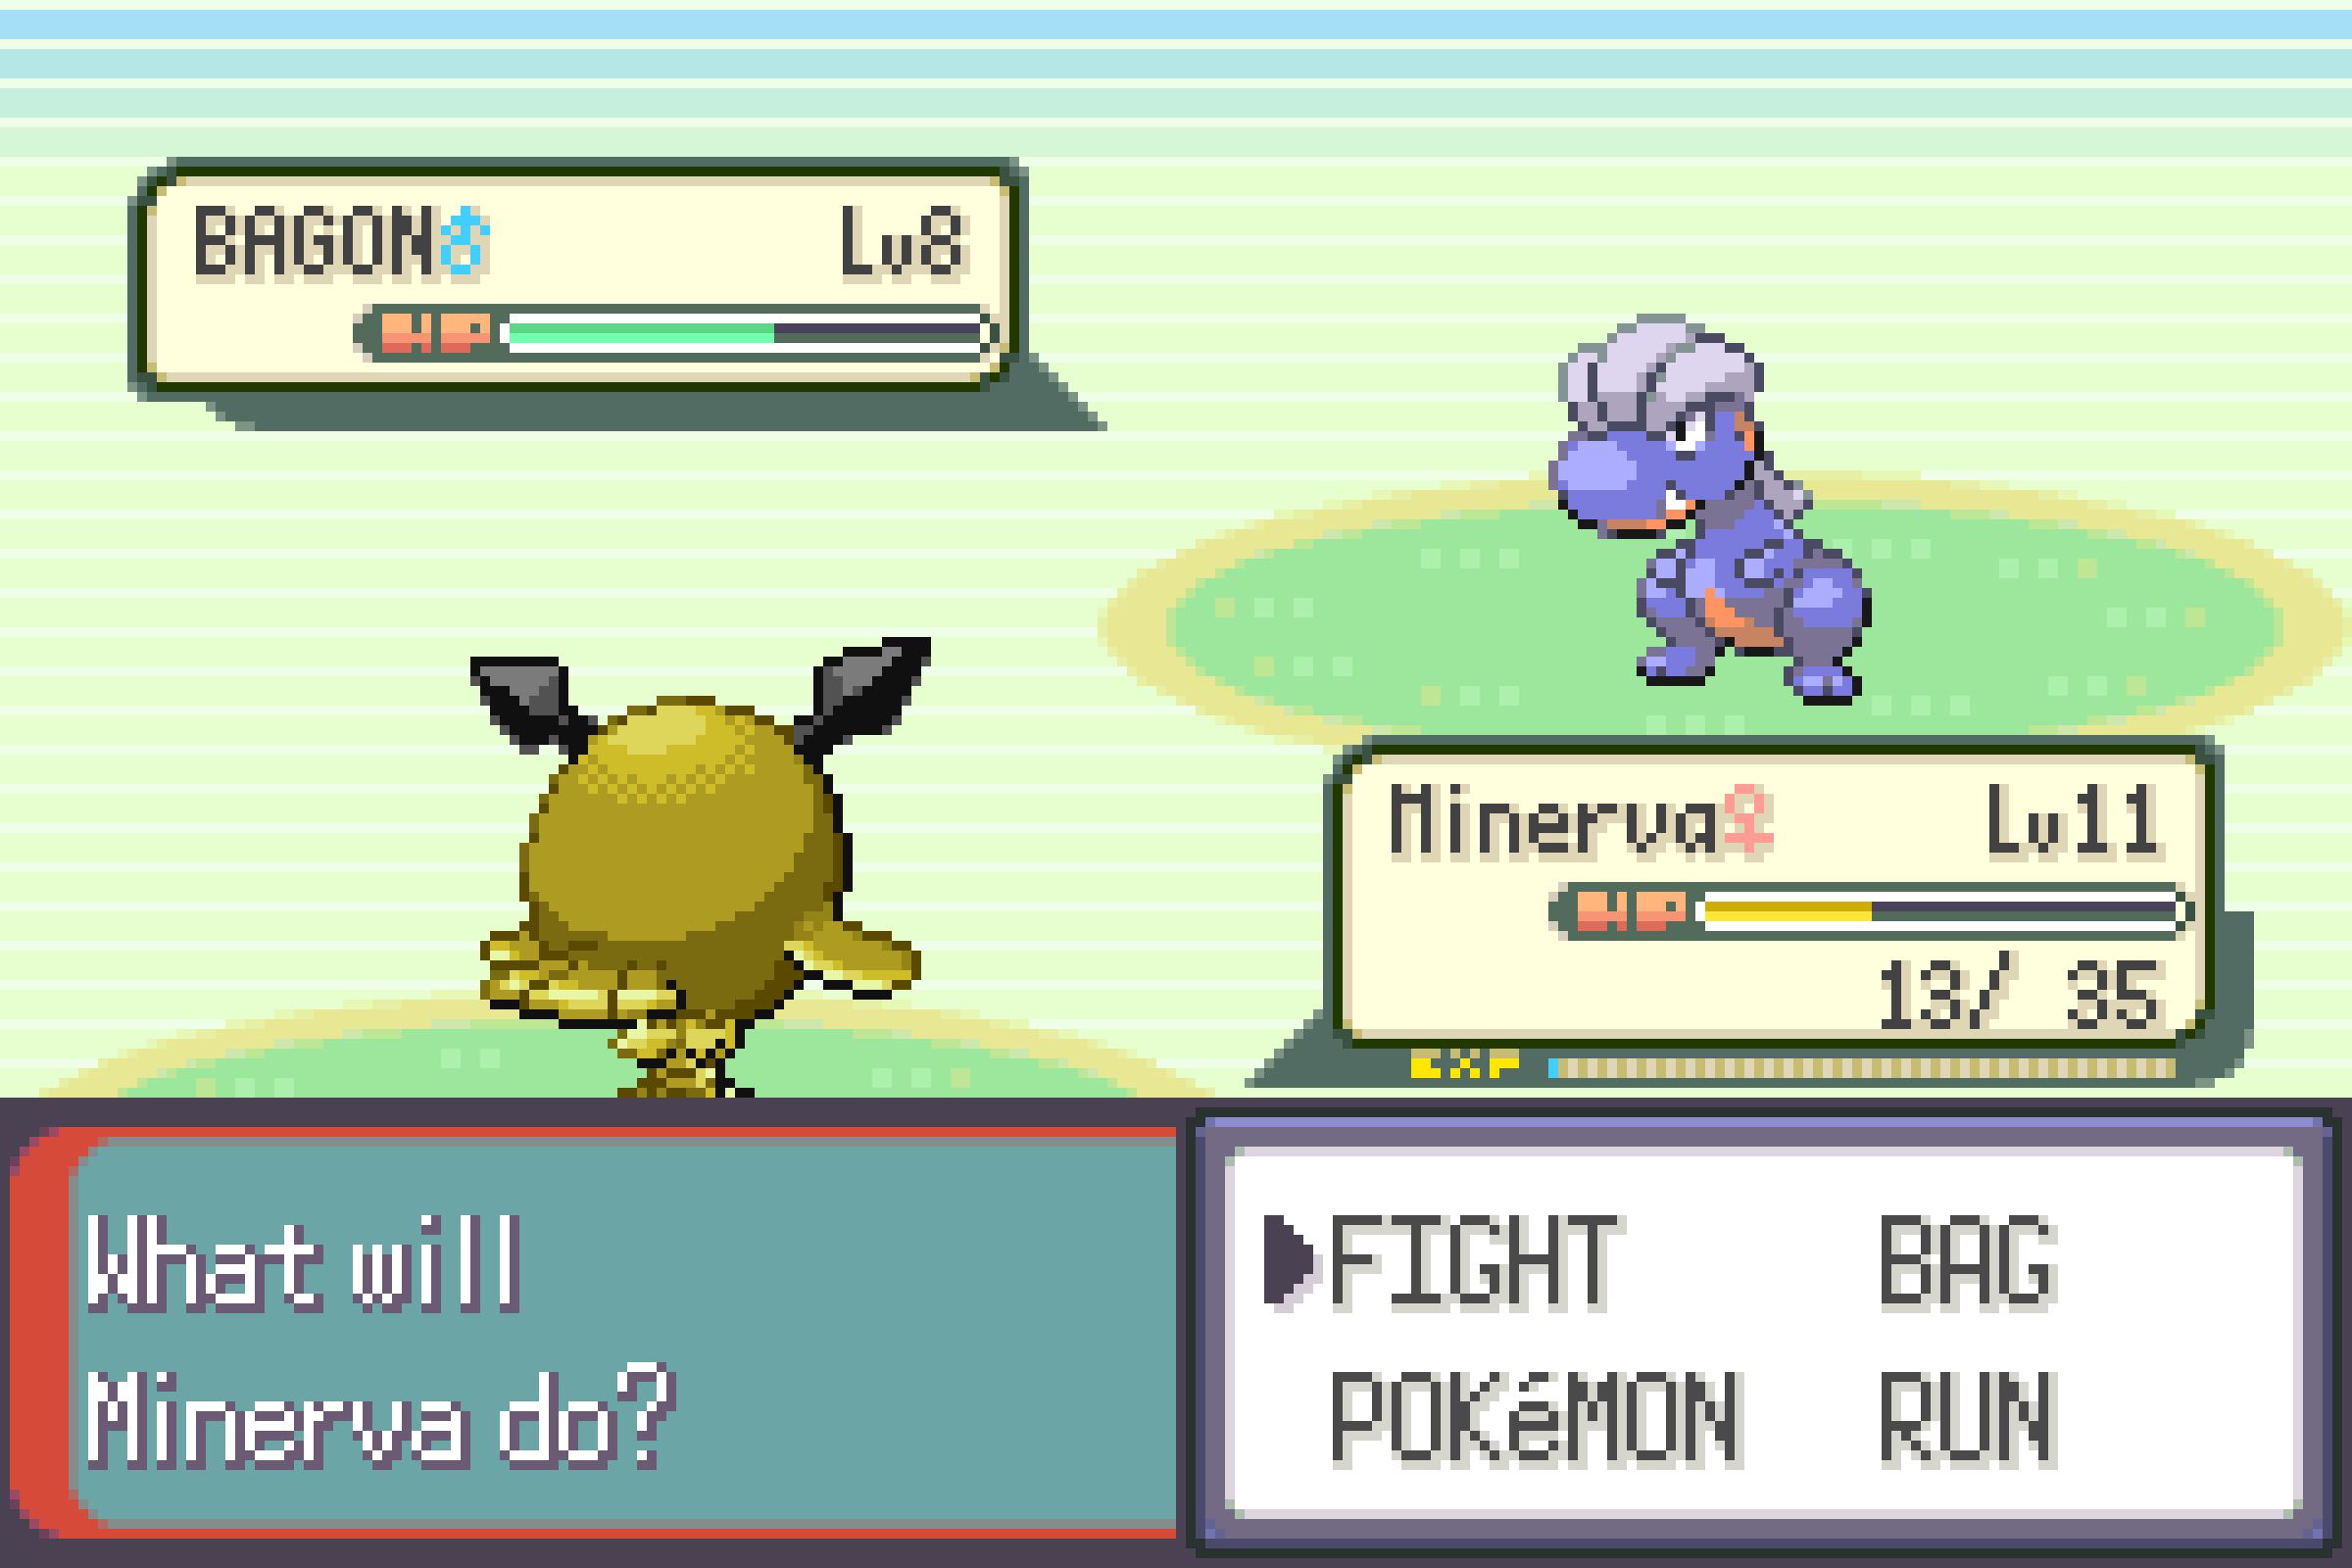 BAGON♂ Lv8
HP
Minerva♀ Lv11
HP
13/ 35
EXP
What will
Minerva do?
FIGHT BAG
POKéMON RUN